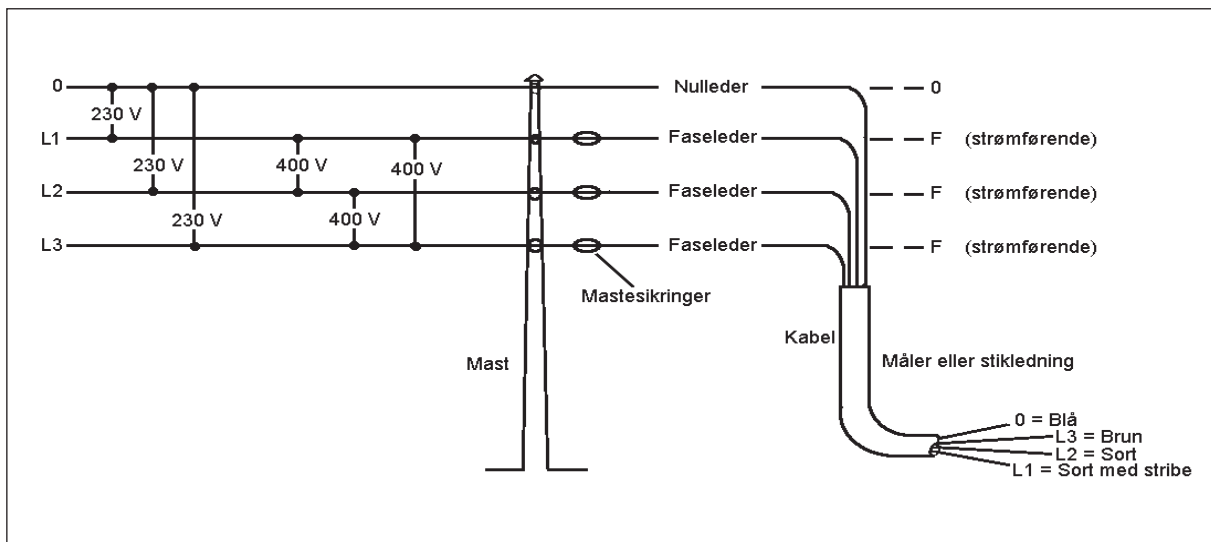 0
Nulleder
0
230 V
L1
Faseleder
F (strømførende)
230 V
400 V
400 V
L2
Faseleder
F (strømførende)
230 V
400 V
L3
Faseleder
F (strømførende)
Mastesikringer
Kabel
Mast
Måler eller stikledning
0 = Blå
L3 = Brun
L2 = Sort
L1 = Sort med stribe